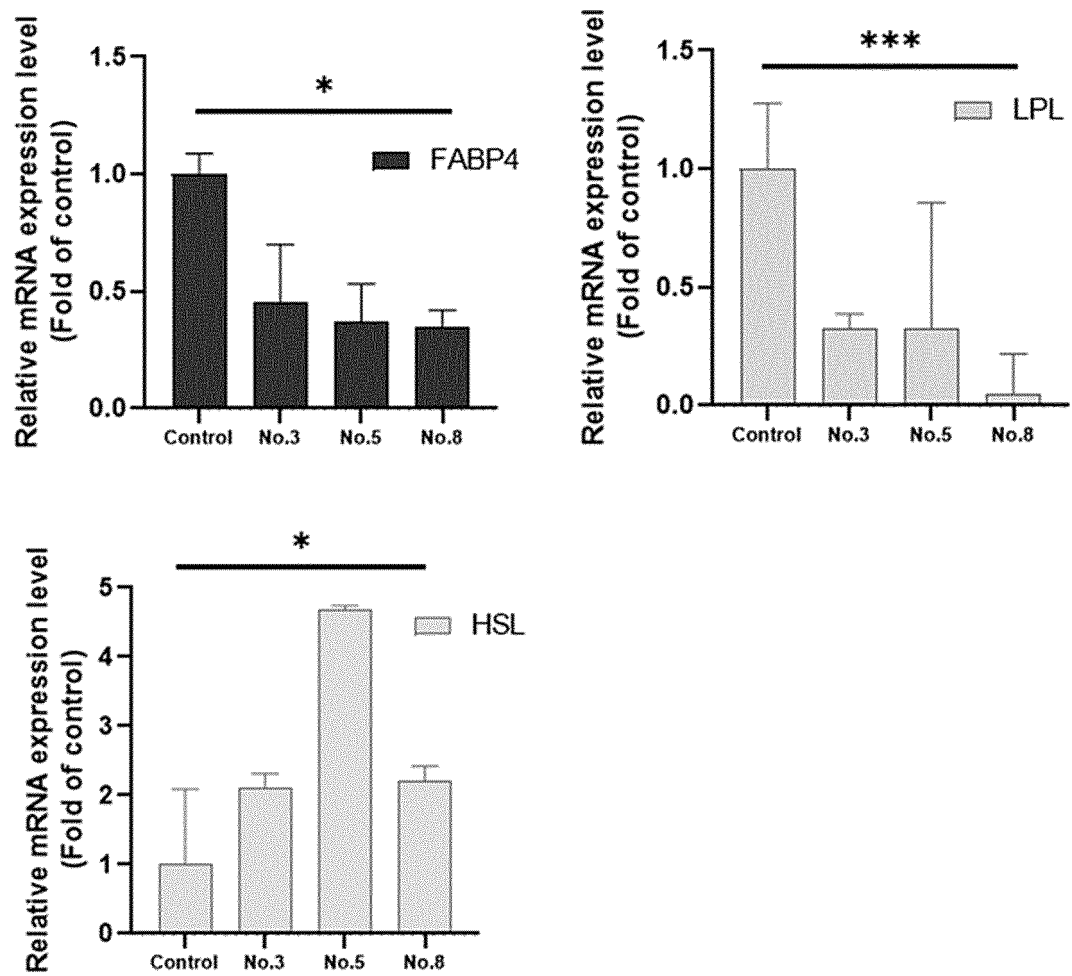 Relative mRNA expression level
(Fold of control)
1.5
1.0
0.5
0.0
*
FABP4
Control No.3 No.5 No.8
Relative mRNA expression level
(Fold of control)
1.5
1.0
0.5
0.0
***
LPL
Control No.3 No.5 No.8
Relative mRNA expression level
(Fold of control)
5
4
3
2
1
0
*
HSL
Control No.3 No.5 No.8